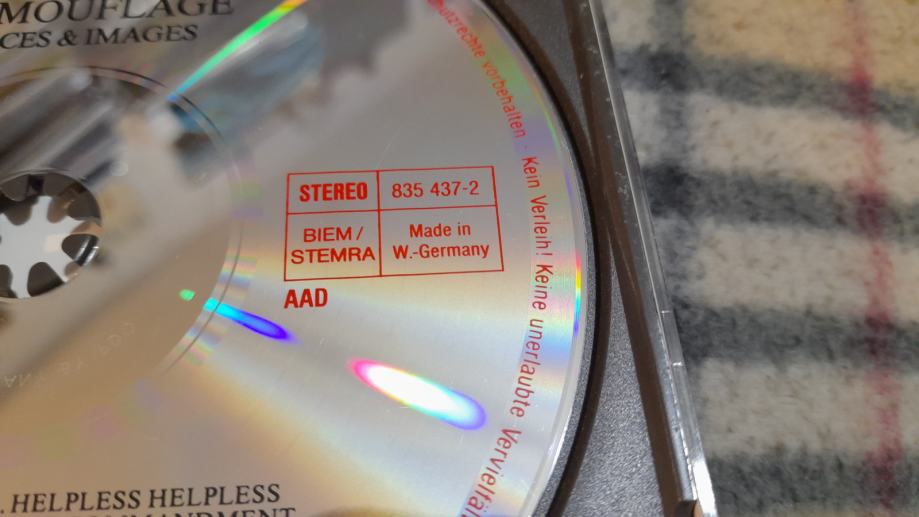 MOUFLAGE
CES & IMAGES
STEREO
835 437-2
BIEM/
STEMRA
Made in
W.-Germany
AAD
vorbehalten · Kein Verleih! Keine unerlaubte Vervielfäl
. HELPLESS HELPLESS